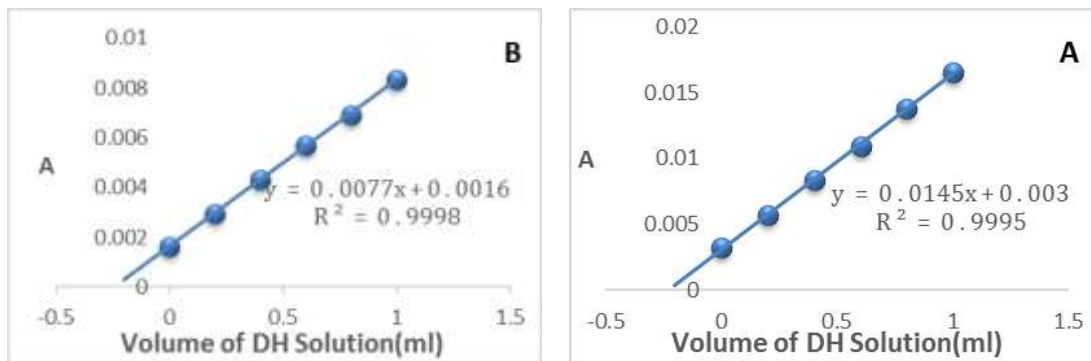 0.01
B
0.008
0.006
A
0.004
y = 0.0077x+0.0016
R² = 0.9998
0.002
0
-0.5
0
0.5
1
1.5
Volume of DH Solution(ml)
0.02
A
0.015
0.01
A
y = 0.0145x+0.003
R² = 0.9995
0.005
0
-0.5
0
0.5
1
1.5
Volume of DH Solution(ml)